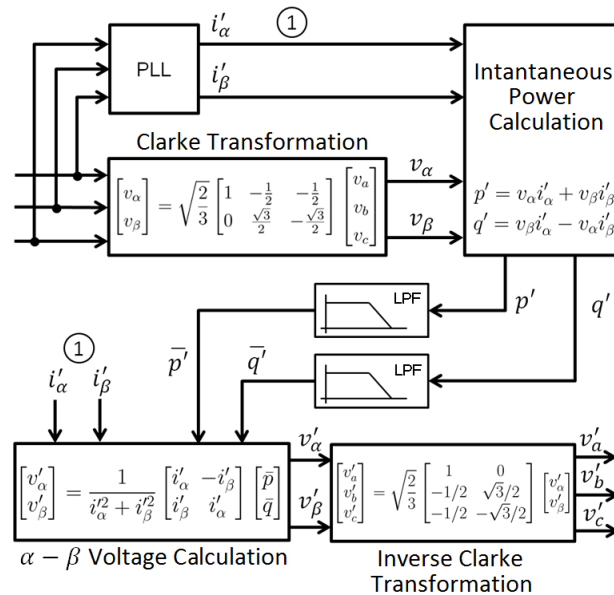 i'α
1
PLL
i'β
Intantaneous
Power
Calculation
Clarke Transformation
[vα vβ] = √(2/3) [1 -1/2 -1/2; 0 √3/2 -√3/2] [va vb vc]
vα
vβ
p' = vαi'α + vβi'β
q' = vβi'α − vαi'β
LPF
p'
q'
p̄'
q̄'
LPF
1
i'α
i'β
[v'α v'β] = 1/(i'α² + i'β²) [i'α -i'β; i'β i'α] [p̄ q̄]
v'α
v'β
[v'a v'b v'c] = √(2/3) [1 0; -1/2 √3/2; -1/2 -√3/2] [v'α v'β]
v'a
v'b
v'c
α − β Voltage Calculation
Inverse Clarke
Transformation